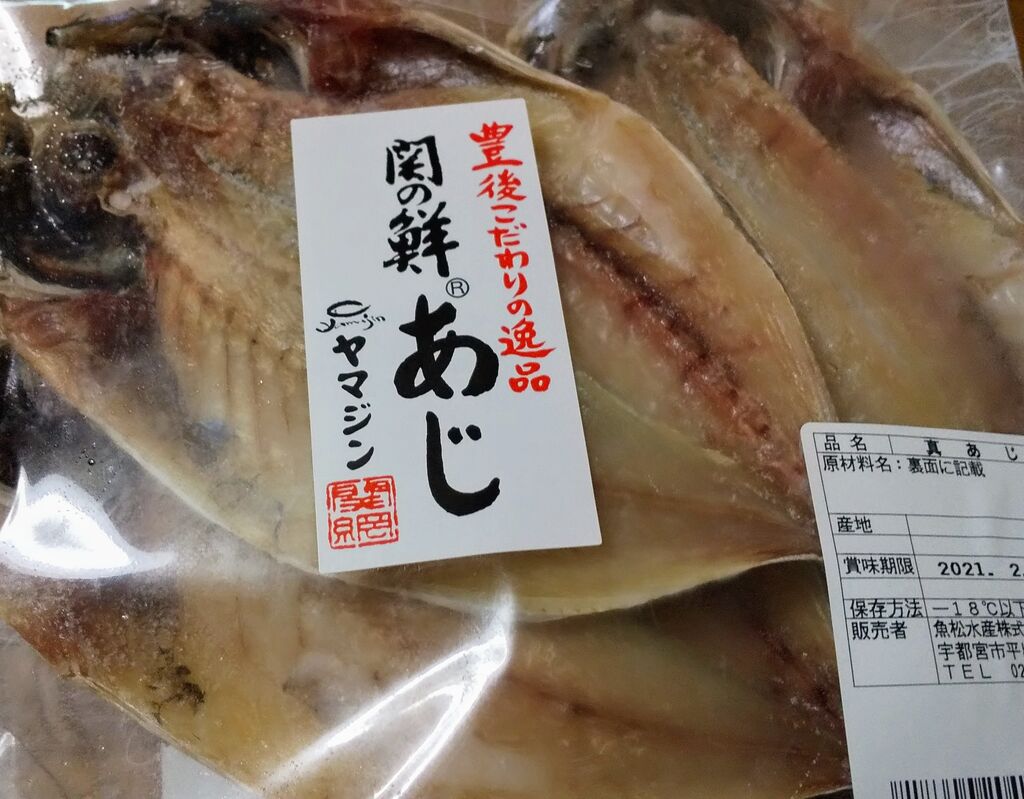 豊後こだわりの逸品
関の鮮®
あじ
ヤマジン
品名 真あじ
原材料名：裏面に記載
産地
賞味期限 2021. 2.
保存方法 －18℃以下
販売者 魚松水産株式
宇都宮市平
TEL 02